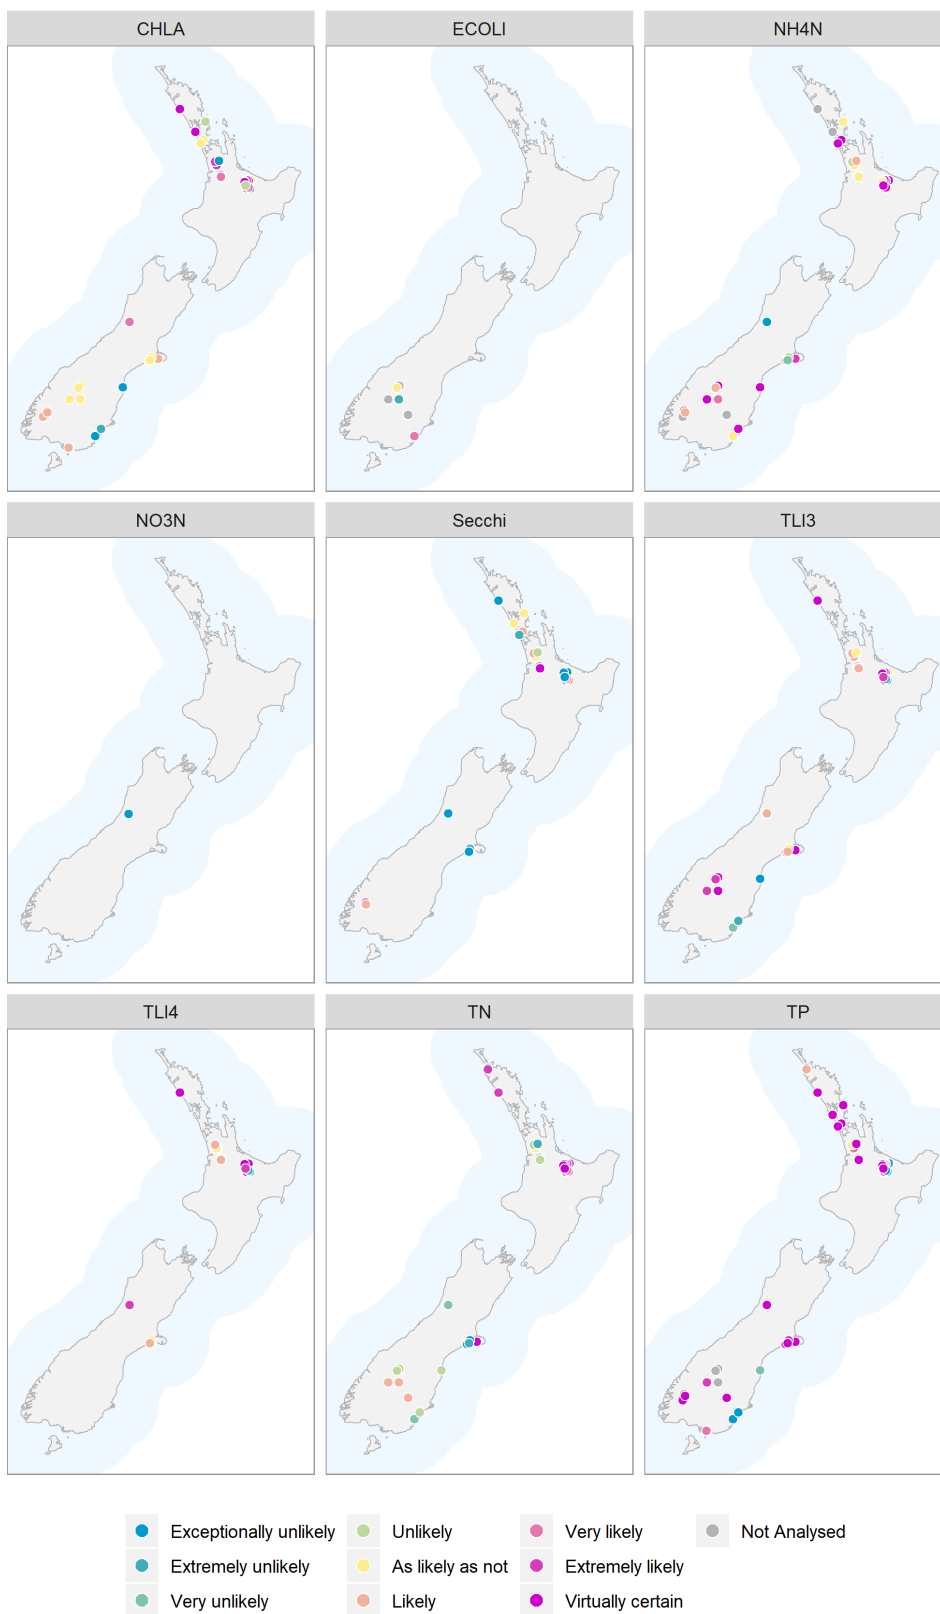 CHLA
ECOLI
NH4N
NO3N
Secchi
TLI3
TLI4
TN
TP
Exceptionally unlikely
Unlikely
Very likely
Not Analysed
Extremely unlikely
As likely as not
Extremely likely
Very unlikely
Likely
Virtually certain